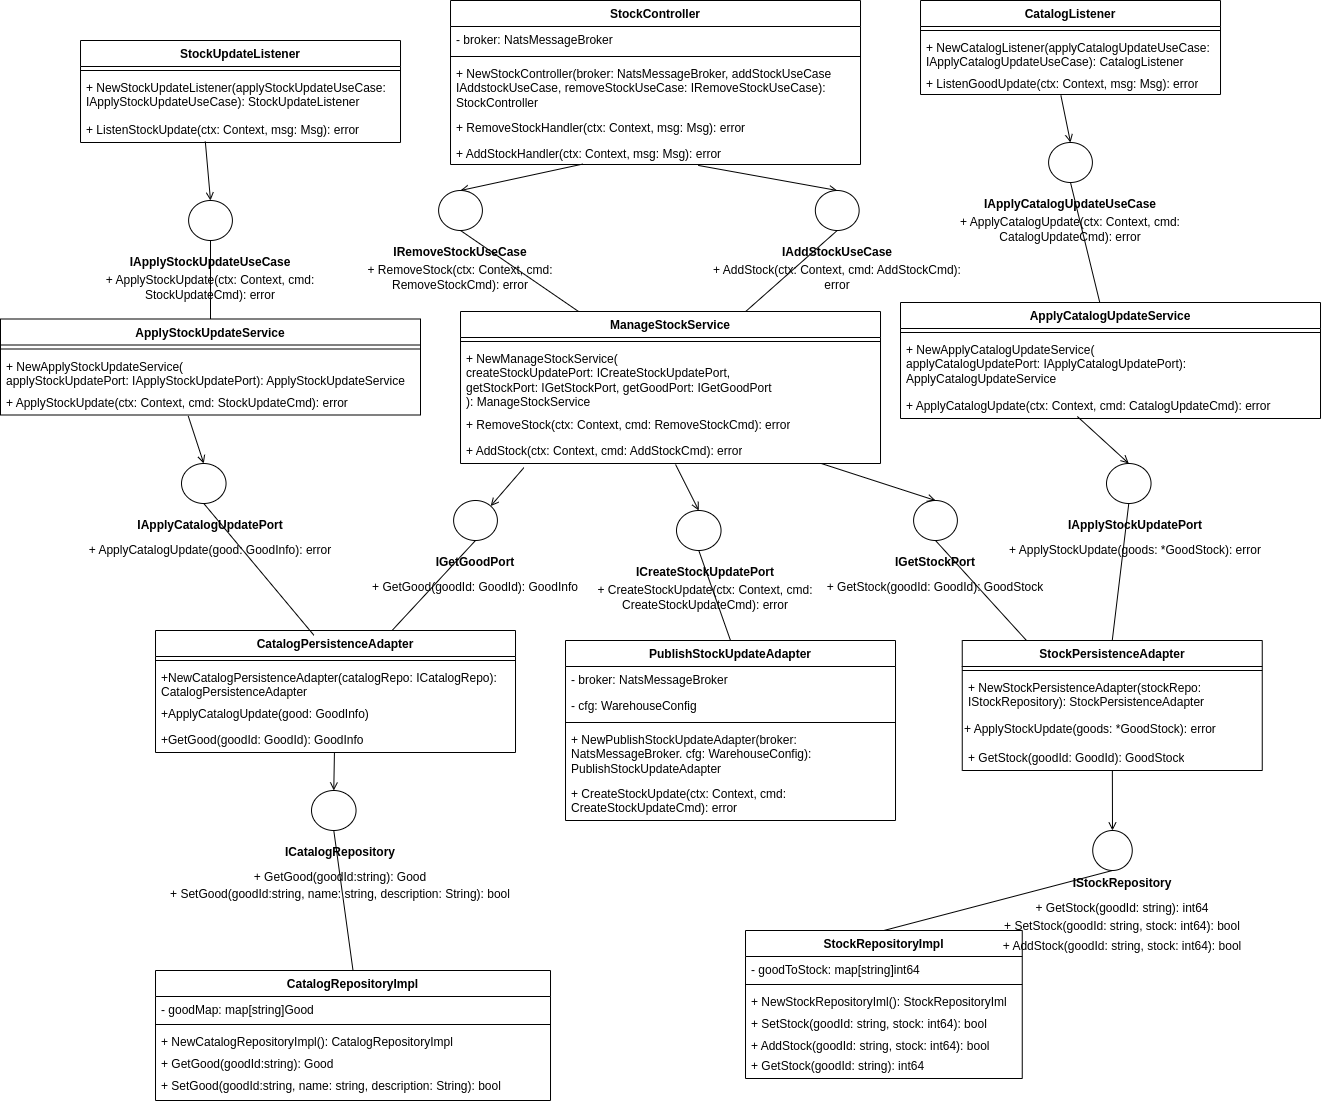 StockController
- broker: NatsMessageBroker
+ NewStockController(broker: NatsMessageBroker, addStockUseCase
IAddstockUseCase, removeStockUseCase: IRemoveStockUseCase):
StockController
+ RemoveStockHandler(ctx: Context, msg: Msg): error
+ AddStockHandler(ctx: Context, msg: Msg): error
CatalogListener
+ NewCatalogListener(applyCatalogUpdateUseCase:
IApplyCatalogUpdateUseCase): CatalogListener
+ ListenGoodUpdate(ctx: Context, msg: Msg): error
StockUpdateListener
+ NewStockUpdateListener(applyStockUpdateUseCase:
IApplyStockUpdateUseCase): StockUpdateListener
+ ListenStockUpdate(ctx: Context, msg: Msg): error
IApplyStockUpdateUseCase
+ ApplyStockUpdate(ctx: Context, cmd:
StockUpdateCmd): error
IRemoveStockUseCase
+ RemoveStock(ctx: Context, cmd:
RemoveStockCmd): error
IAddStockUseCase
+ AddStock(ctx: Context, cmd: AddStockCmd):
error
IApplyCatalogUpdateUseCase
+ ApplyCatalogUpdate(ctx: Context, cmd:
CatalogUpdateCmd): error
ApplyStockUpdateService
+ NewApplyStockUpdateService(
applyStockUpdatePort: IApplyStockUpdatePort): ApplyStockUpdateService
+ ApplyStockUpdate(ctx: Context, cmd: StockUpdateCmd): error
ManageStockService
+ NewManageStockService(
createStockUpdatePort: ICreateStockUpdatePort,
getStockPort: IGetStockPort, getGoodPort: IGetGoodPort
): ManageStockService
+ RemoveStock(ctx: Context, cmd: RemoveStockCmd): error
+ AddStock(ctx: Context, cmd: AddStockCmd): error
ApplyCatalogUpdateService
+ NewApplyCatalogUpdateService(
applyCatalogUpdatePort: IApplyCatalogUpdatePort):
ApplyCatalogUpdateService
+ ApplyCatalogUpdate(ctx: Context, cmd: CatalogUpdateCmd): error
IApplyCatalogUpdatePort
+ ApplyCatalogUpdate(good: GoodInfo): error
IGetGoodPort
+ GetGood(goodId: GoodId): GoodInfo
ICreateStockUpdatePort
+ CreateStockUpdate(ctx: Context, cmd:
CreateStockUpdateCmd): error
IGetStockPort
+ GetStock(goodId: GoodId): GoodStock
IApplyStockUpdatePort
+ ApplyStockUpdate(goods: *GoodStock): error
CatalogPersistenceAdapter
+NewCatalogPersistenceAdapter(catalogRepo: ICatalogRepo):
CatalogPersistenceAdapter
+ApplyCatalogUpdate(good: GoodInfo)
+GetGood(goodId: GoodId): GoodInfo
PublishStockUpdateAdapter
- broker: NatsMessageBroker
- cfg: WarehouseConfig
+ NewPublishStockUpdateAdapter(broker:
NatsMessageBroker. cfg: WarehouseConfig):
PublishStockUpdateAdapter
+ CreateStockUpdate(ctx: Context, cmd:
CreateStockUpdateCmd): error
StockPersistenceAdapter
+ NewStockPersistenceAdapter(stockRepo:
IStockRepository): StockPersistenceAdapter
+ ApplyStockUpdate(goods: *GoodStock): error
+ GetStock(goodId: GoodId): GoodStock
ICatalogRepository
+ GetGood(goodId:string): Good
+ SetGood(goodId:string, name: string, description: String): bool
IStockRepository
+ GetStock(goodId: string): int64
+ SetStock(goodId: string, stock: int64): bool
+ AddStock(goodId: string, stock: int64): bool
CatalogRepositoryImpl
- goodMap: map[string]Good
+ NewCatalogRepositoryImpl(): CatalogRepositoryImpl
+ GetGood(goodId:string): Good
+ SetGood(goodId:string, name: string, description: String): bool
StockRepositoryImpl
- goodToStock: map[string]int64
+ NewStockRepositoryIml(): StockRepositoryIml
+ SetStock(goodId: string, stock: int64): bool
+ AddStock(goodId: string, stock: int64): bool
+ GetStock(goodId: string): int64